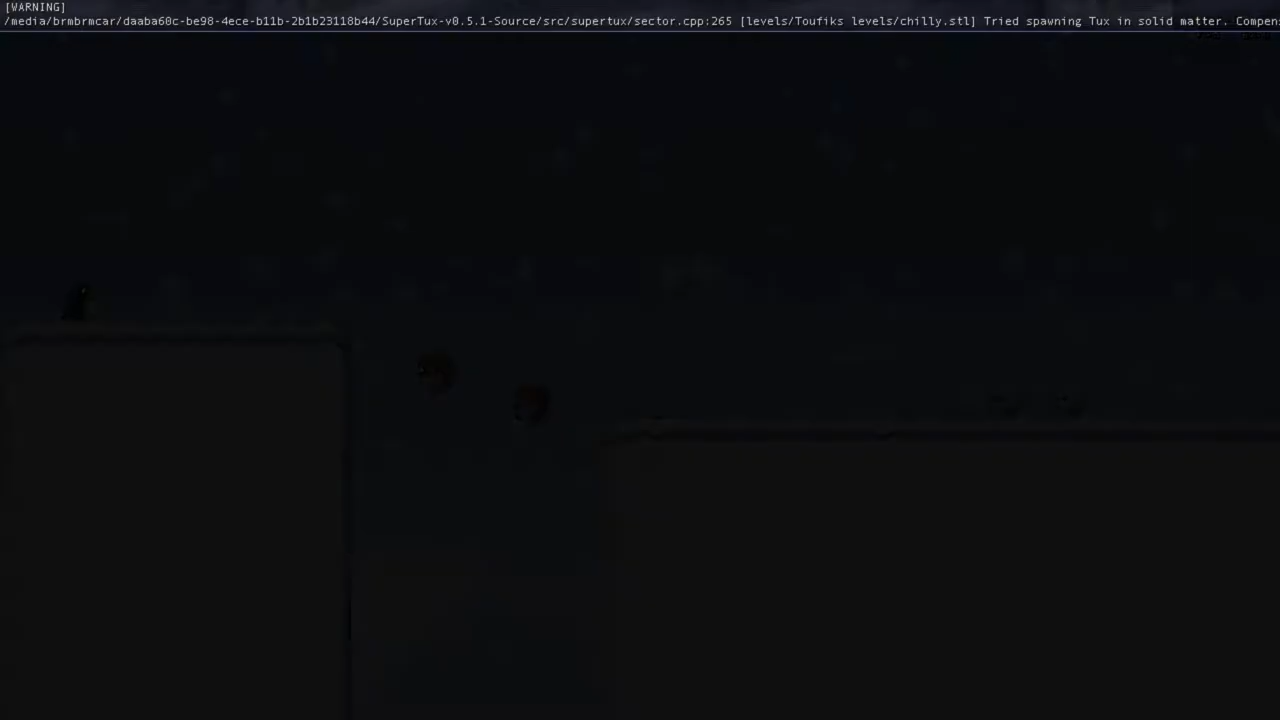 [WARNING]
/media/brmbrmcar/daaba60c-be98-4ece-b11b-2b1b23118b44/SuperTux-v0.5.1-Source/src/supertux/sector.cpp:265 [levels/Toufiks levels/chilly.stl] Tried spawning Tux in solid matter. Compens